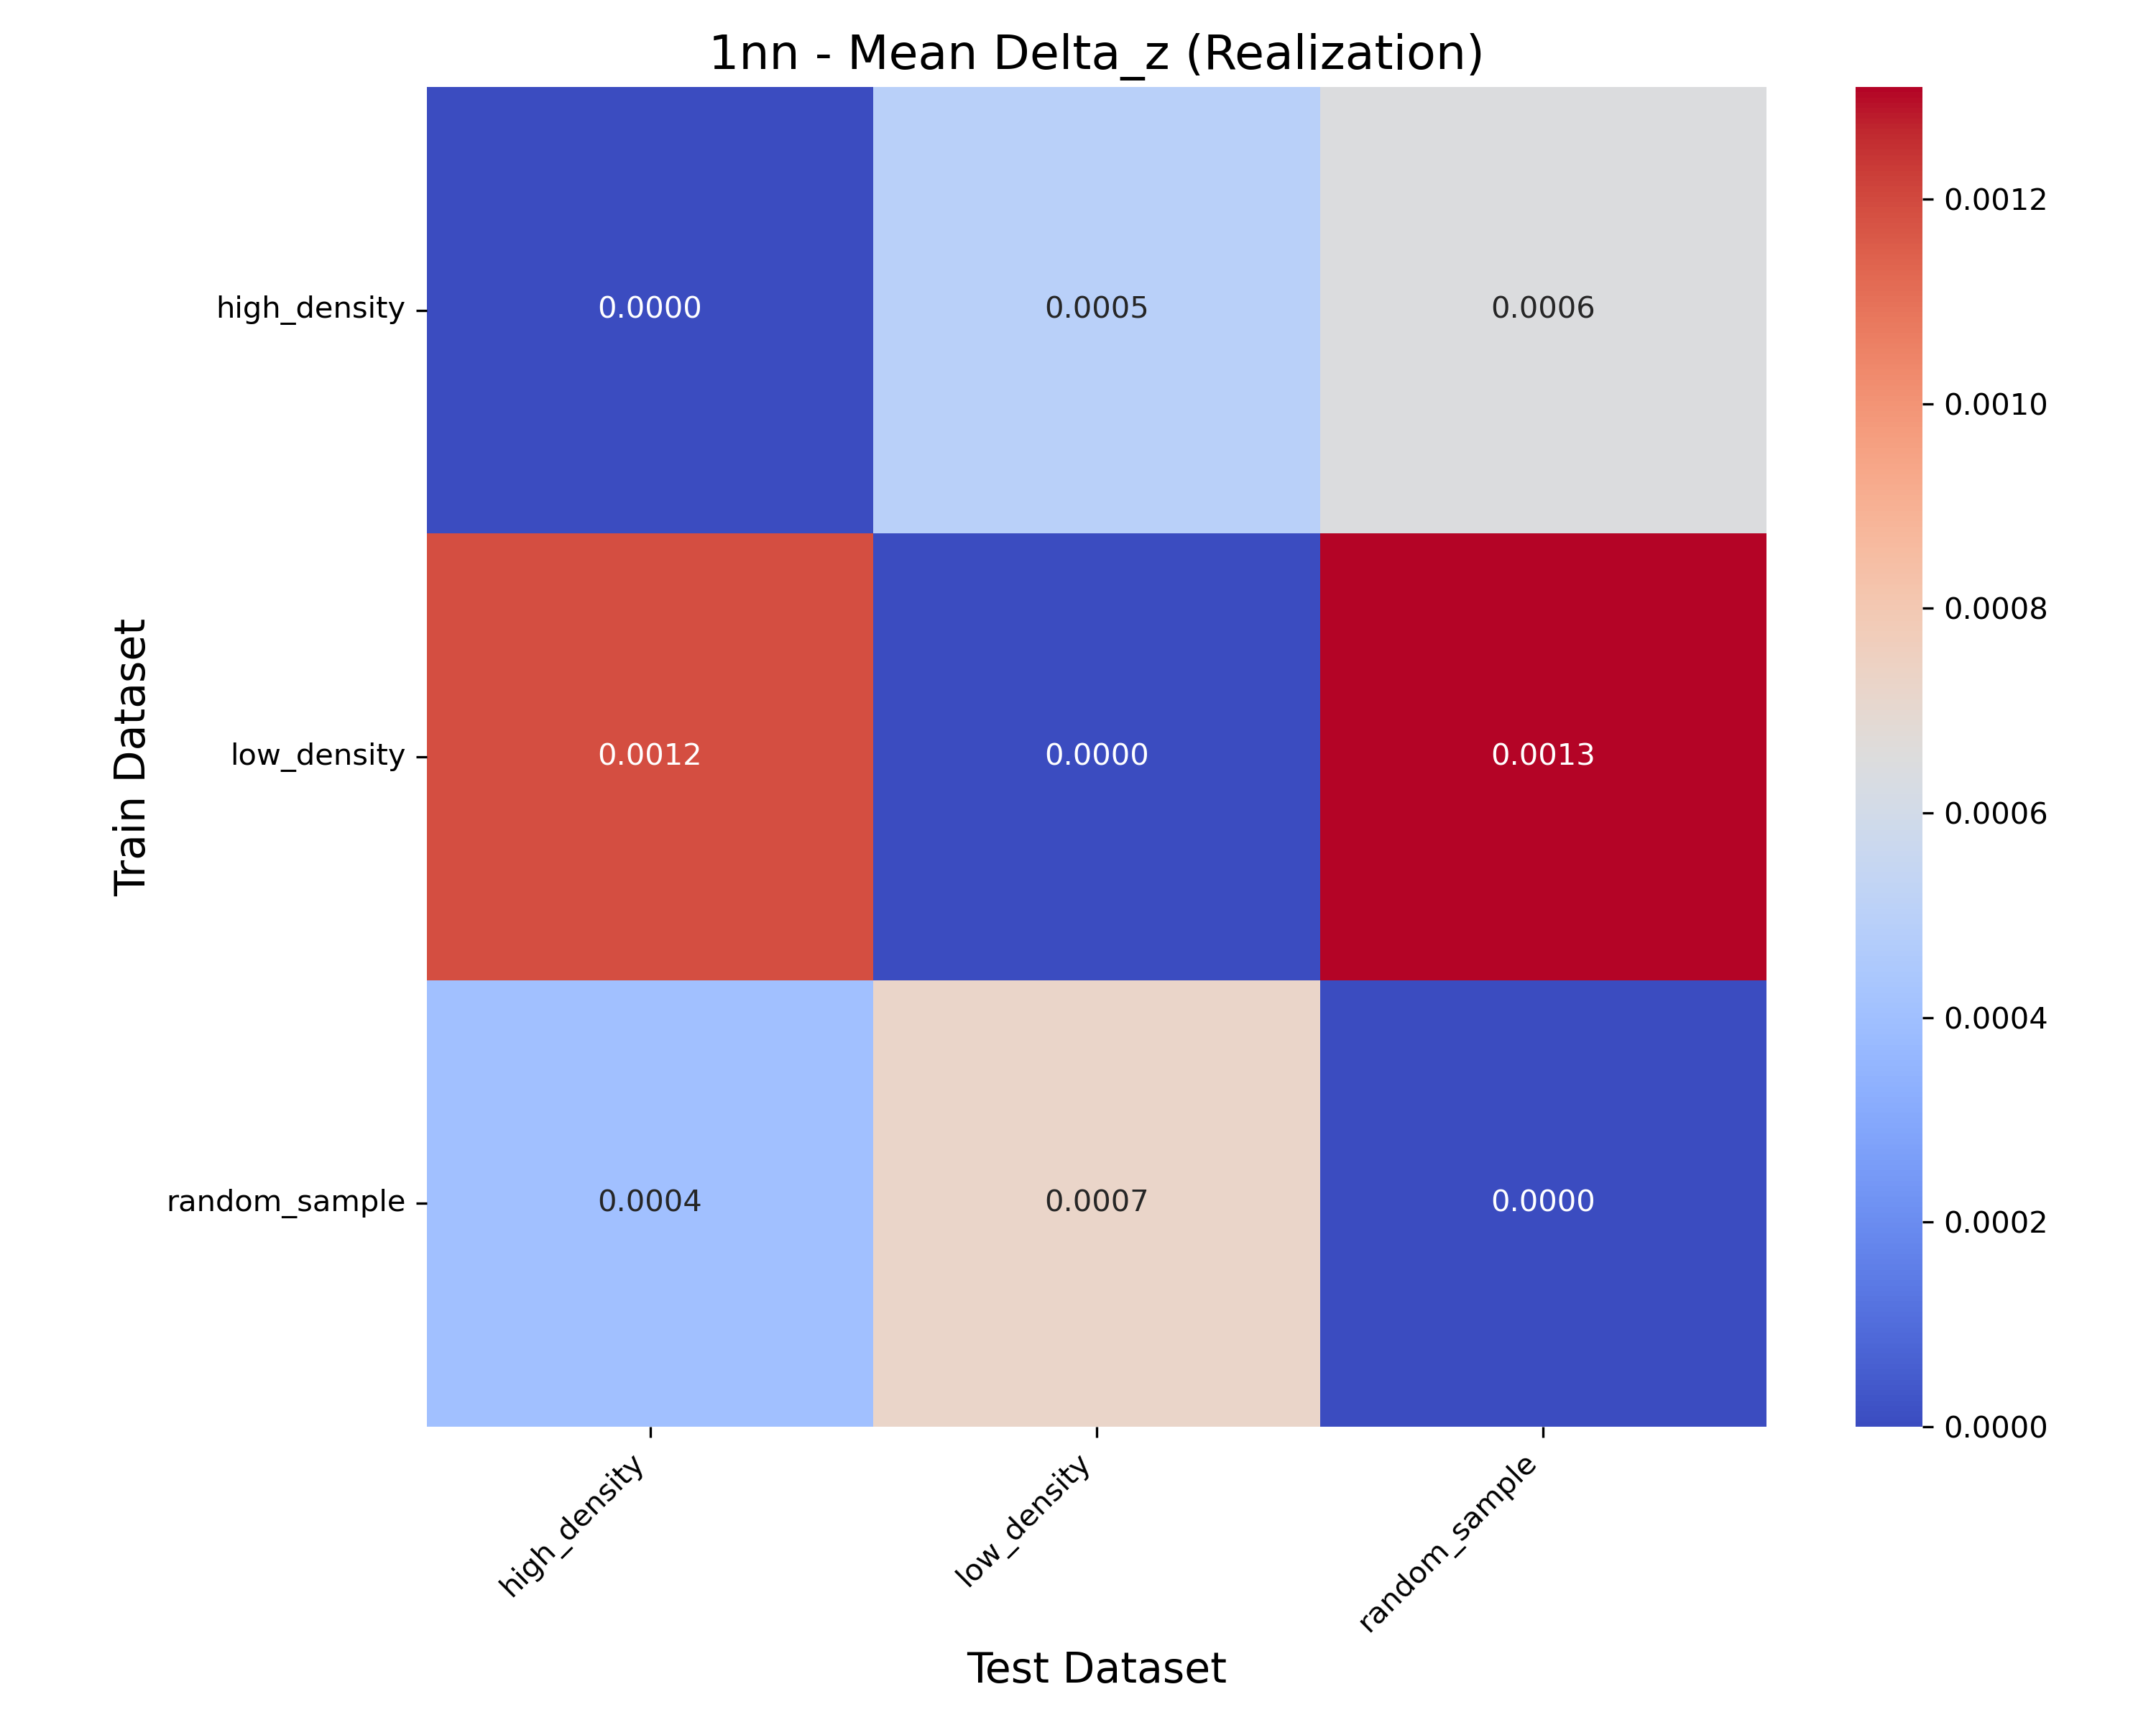 1nn - Mean Delta_z (Realization)
Train Dataset
high_density
0.0000
0.0005
0.0006
low_density
0.0012
0.0000
0.0013
random_sample
0.0004
0.0007
0.0000
high_density
low_density
random_sample
Test Dataset
0.0012
0.0010
0.0008
0.0006
0.0004
0.0002
0.0000